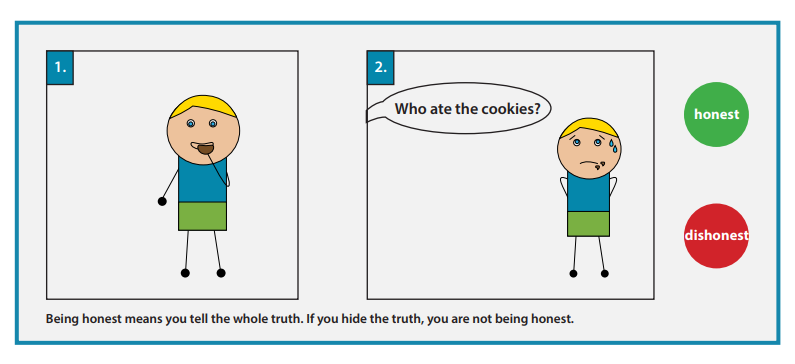 1.
2.
Who ate the cookies?
honest
dishonest
Being honest means you tell the whole truth. If you hide the truth, you are not being honest.